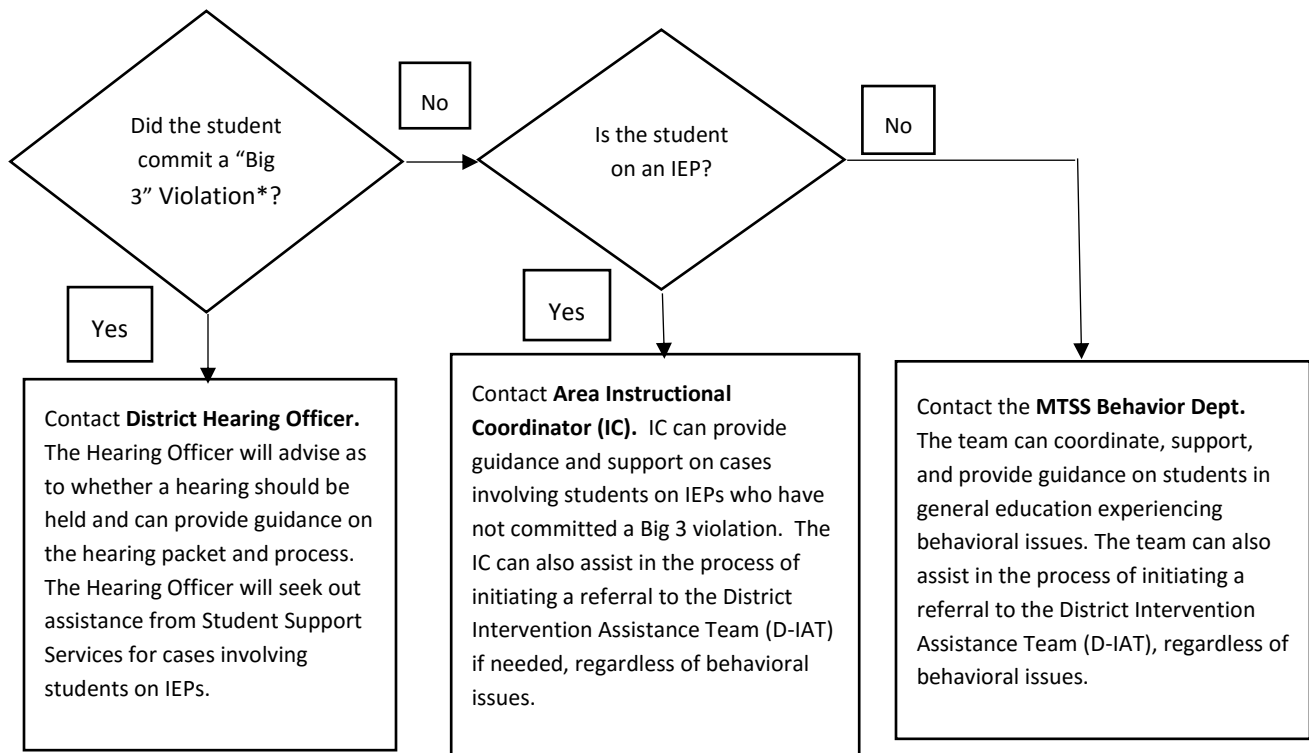 Did the student
commit a “Big
3” Violation*?
No
Is the student
on an IEP?
No
Yes
Contact District Hearing Officer.
The Hearing Officer will advise as
to whether a hearing should be
held and can provide guidance on
the hearing packet and process.
The Hearing Officer will seek out
assistance from Student Support
Services for cases involving
students on IEPs.
Yes
Contact Area Instructional
Coordinator (IC).  IC can provide
guidance and support on cases
involving students on IEPs who have
not committed a Big 3 violation.  The
IC can also assist in the process of
initiating a referral to the District
Intervention Assistance Team (D-IAT)
if needed, regardless of behavioral
issues.
Contact the MTSS Behavior Dept.
The team can coordinate, support,
and provide guidance on students in
general education experiencing
behavioral issues. The team can also
assist in the process of initiating a
referral to the District Intervention
Assistance Team (D-IAT), regardless of
behavioral issues.